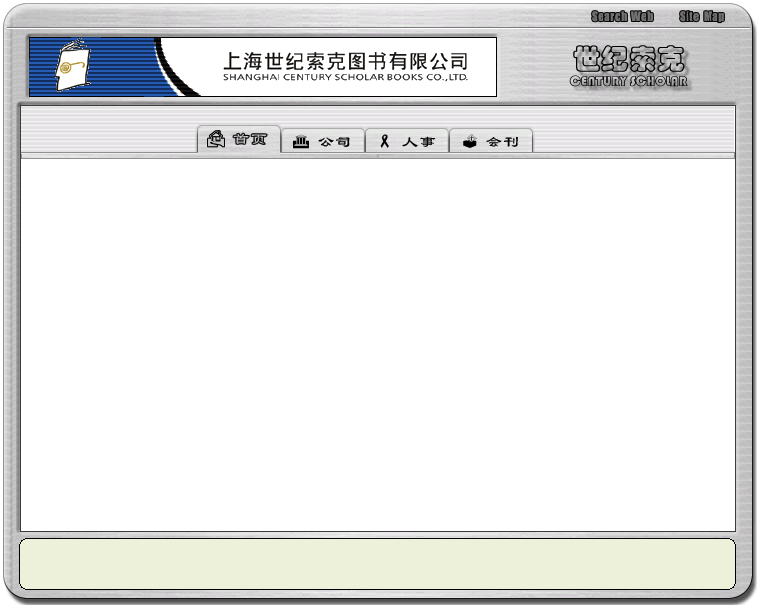 Search Web Site Map
上海世纪索克图书有限公司
SHANGHAI CENTURY SCHOLAR BOOKS CO.,LTD.
世纪索克
CENTURY SCHOLAR
首页 公司 人事 会刊